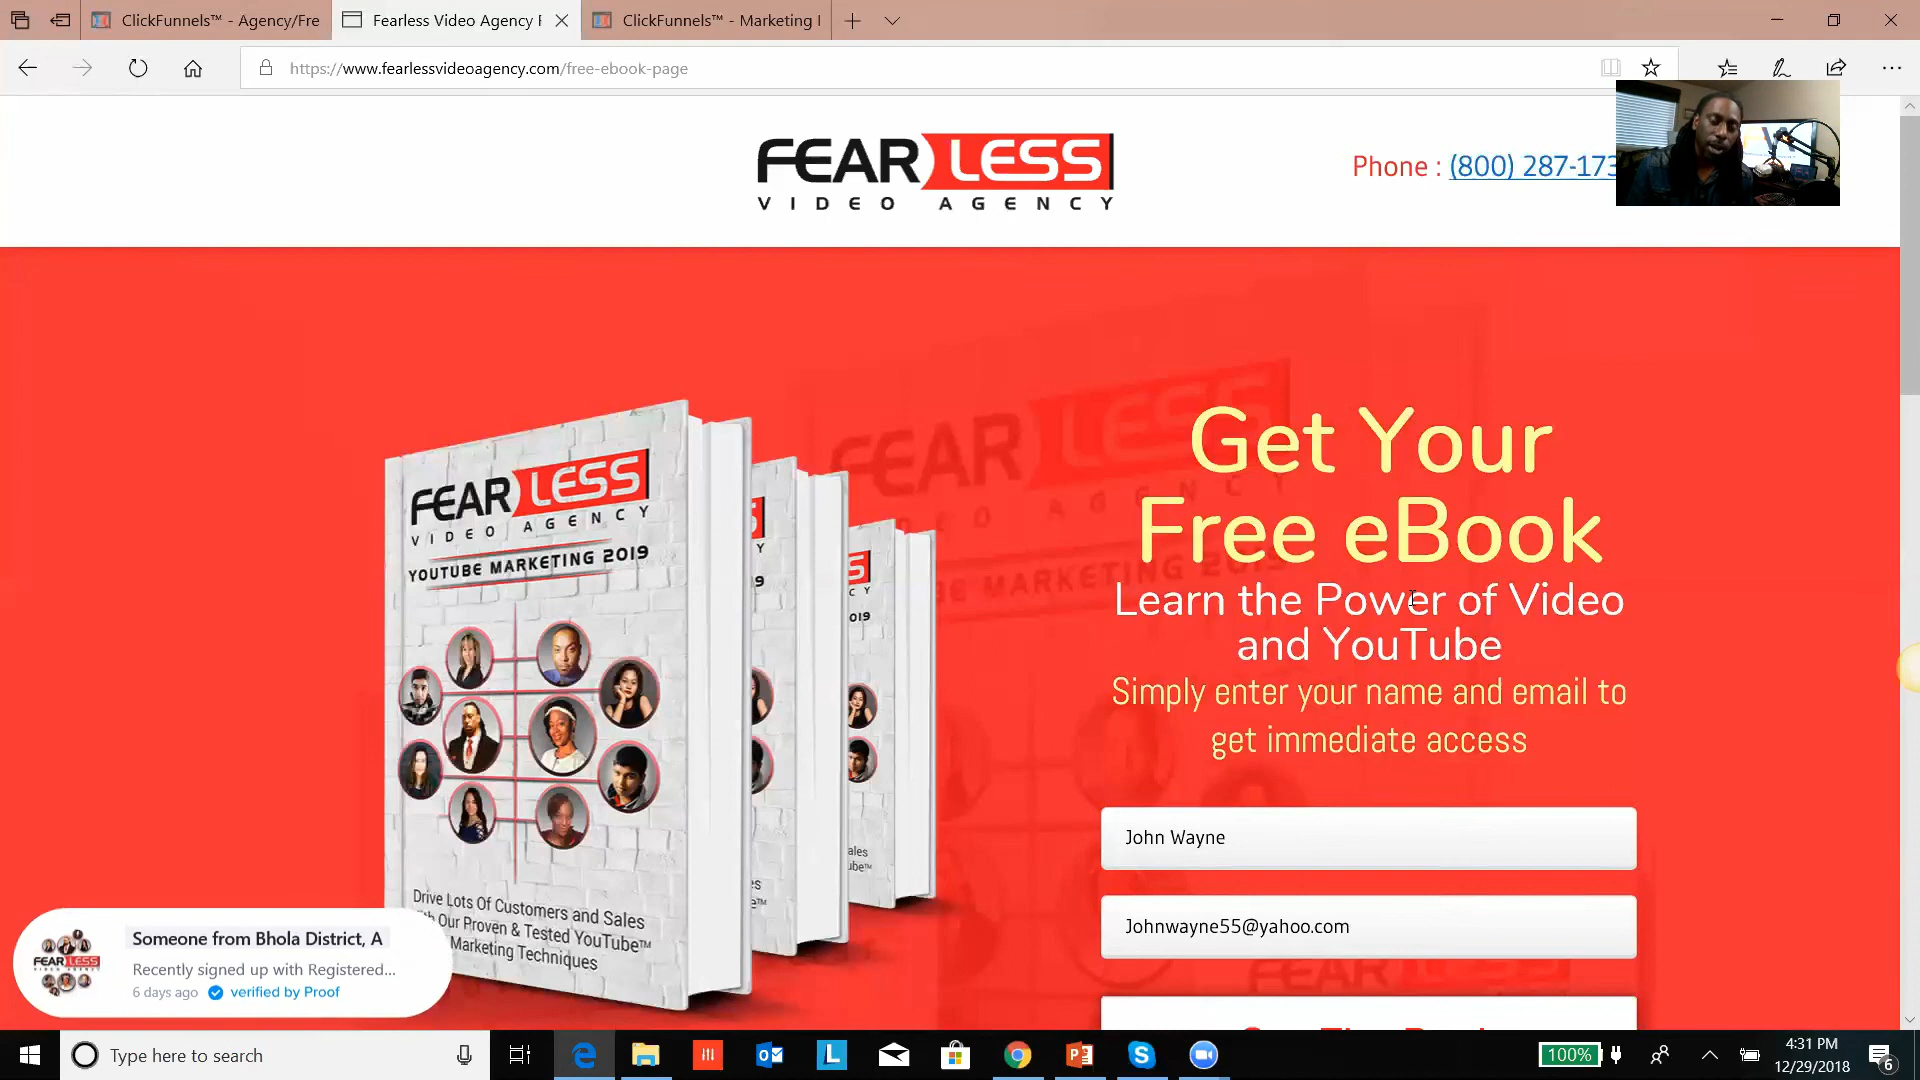 ClickFunnels™ - Agency/Fre
Fearless Video Agency F
ClickFunnels™ - Marketing I
https://www.fearlessvideoagency.com/free-ebook-page
FEAR LESS
VIDEO AGENCY
Phone : (800) 287-173
FEAR LESS
VIDEO AGENCY
YOUTUBE MARKETING 2019
Drive Lots Of Customers and Sales
Our Proven & Tested YouTube™
Marketing Techniques
Get Your
Free eBook
Learn the Power of Video
and YouTube
Simply enter your name and email to
get immediate access
John Wayne
Johnwayne55@yahoo.com
FEAR LESS
Someone from Bhola District, A
Recently signed up with Registered...
6 days ago verified by Proof
Type here to search
100%
4:31 PM
12/29/2018
6